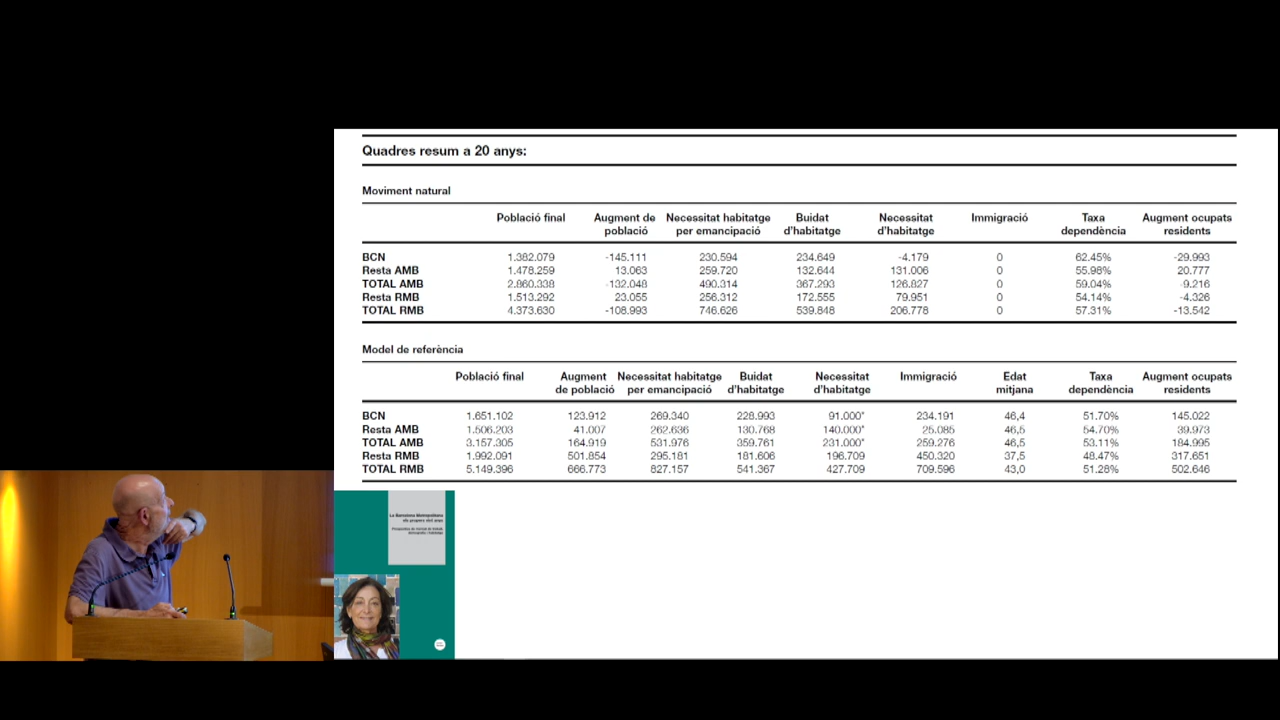 Quadres resum a 20 anys:
Moviment natural
Població final Augment de població Necessitat habitatge per emancipació Buidat d'habitatge Necessitat d'habitatge Immigració Taxa dependència Augment ocupats residents
BCN 1.382.079 -145.111 230.594 234.649 -4.179 0 62.45% -29.993
Resta AMB 1.478.259 13.063 259.720 132.644 131.006 0 55.98% 20.777
TOTAL AMB 2.860.338 -132.048 490.314 367.293 126.827 0 59.04% -9.216
Resta RMB 1.513.292 23.055 256.312 172.555 79.951 0 54.14% -4.326
TOTAL RMB 4.373.630 -108.993 746.626 539.848 206.778 0 57.31% -13.542
Model de referència
Població final Augment de població Necessitat habitatge per emancipació Buidat d'habitatge Necessitat d'habitatge Immigració Edat mitjana Taxa dependència Augment ocupats residents
BCN 1.651.102 123.912 269.340 228.993 91.000* 234.191 46,4 51.70% 145.022
Resta AMB 1.506.203 41.007 262.636 130.768 140.000* 25.085 46,5 54.70% 39.973
TOTAL AMB 3.157.305 164.919 531.976 359.761 231.000* 259.276 46,5 53.11% 184.995
Resta RMB 1.992.091 501.854 295.181 181.606 196.709 450.320 37,5 48.47% 317.651
TOTAL RMB 5.149.396 666.773 827.157 541.367 427.709 709.596 43,0 51.28% 502.646
La Barcelona Metropolitana
els propers vint anys